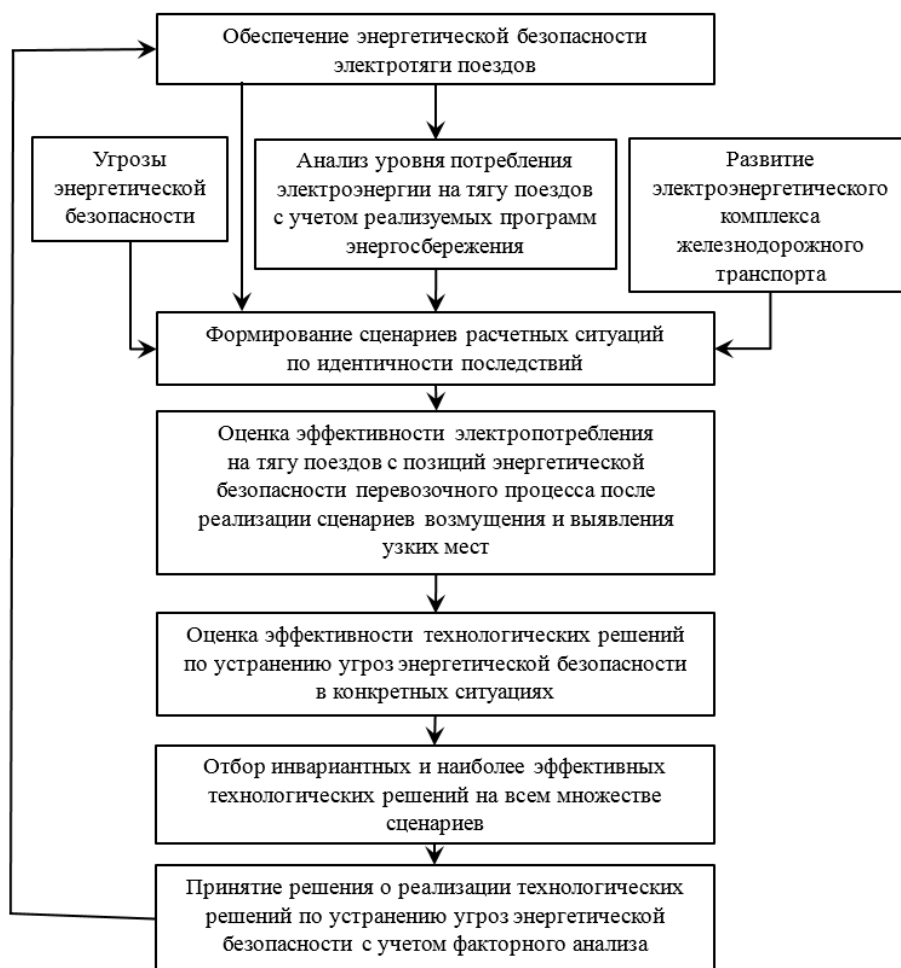 Обеспечение энергетической безопасности
электротяги поездов
Угрозы
энергетической
безопасности
Анализ уровня потребления
электроэнергии на тягу поездов
с учетом реализуемых программ
энергосбережения
Развитие
электроэнергетического
комплекса
железнодорожного
транспорта
Формирование сценариев расчетных ситуаций
по идентичности последствий
Оценка эффективности электропотребления
на тягу поездов с позиций энергетической
безопасности перевозочного процесса после
реализации сценариев возмущения и выявления
узких мест
Оценка эффективности технологических решений
по устранению угроз энергетической безопасности
в конкретных ситуациях
Отбор инвариантных и наиболее эффективных
технологических решений на всем множестве
сценариев
Принятие решения о реализации технологических
решений по устранению угроз энергетической
безопасности с учетом факторного анализа